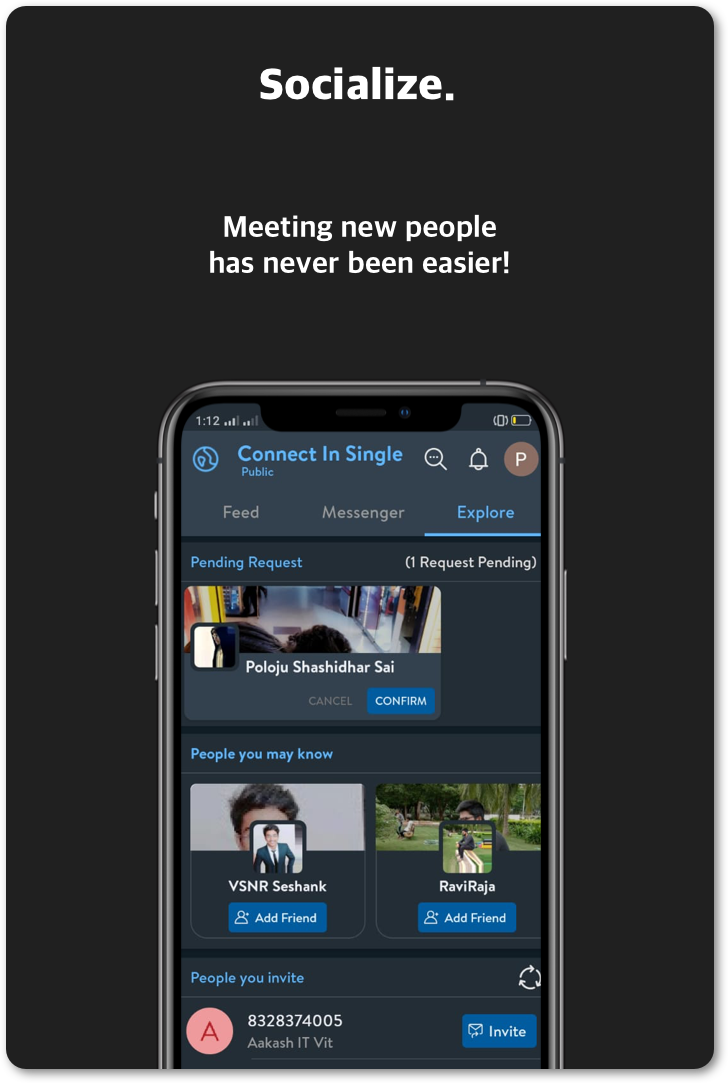 Socialize.
Meeting new people
has never been easier!
1:12
Connect In Single
Public
P
Feed Messenger Explore
Pending Request (1 Request Pending)
Poloju Shashidhar Sai
CANCEL CONFIRM
People you may know
VSNR Seshank RaviRaja
Add Friend Add Friend
People you invite
A
8328374005
Aakash IT Vit
Invite